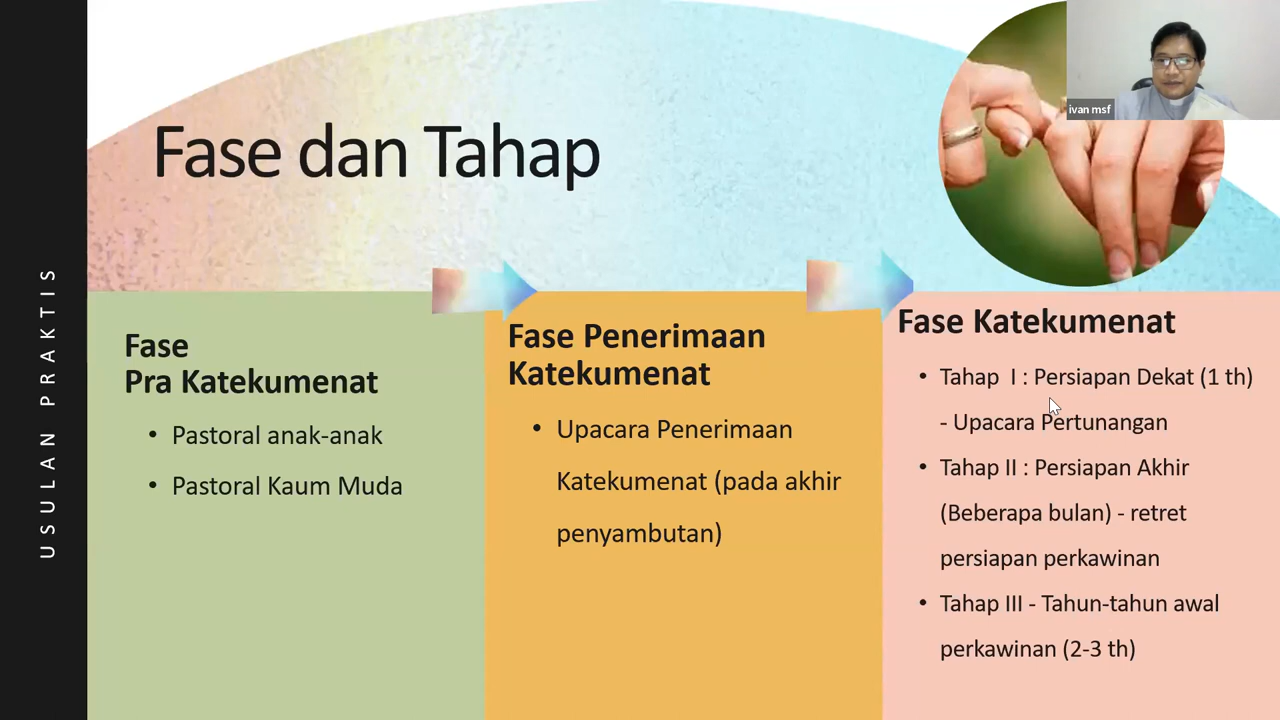 USULAN PRAKTIS
Fase dan Tahap
ivan msf
Fase
Pra Katekumenat
• Pastoral anak-anak
• Pastoral Kaum Muda
Fase Penerimaan
Katekumenat
• Upacara Penerimaan
Katekumenat (pada akhir
penyambutan)
Fase Katekumenat
• Tahap I : Persiapan Dekat (1 th)
- Upacara Pertunangan
• Tahap II : Persiapan Akhir
(Beberapa bulan) - retret
persiapan perkawinan
• Tahap III - Tahun-tahun awal
perkawinan (2-3 th)